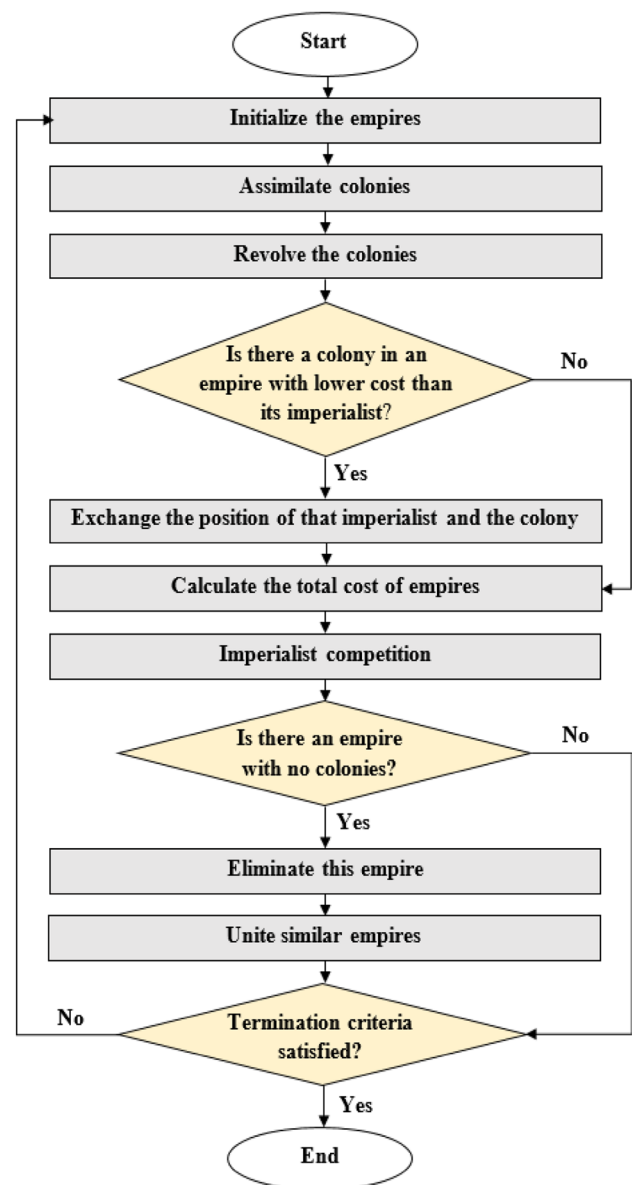 Start
Initialize the empires
Assimilate colonies
Revolve the colonies
Is there a colony in an
empire with lower cost than
its imperialist?
No
Yes
Exchange the position of that imperialist and the colony
Calculate the total cost of empires
Imperialist competition
Is there an empire
with no colonies?
No
Yes
Eliminate this empire
Unite similar empires
No
Termination criteria
satisfied?
Yes
End